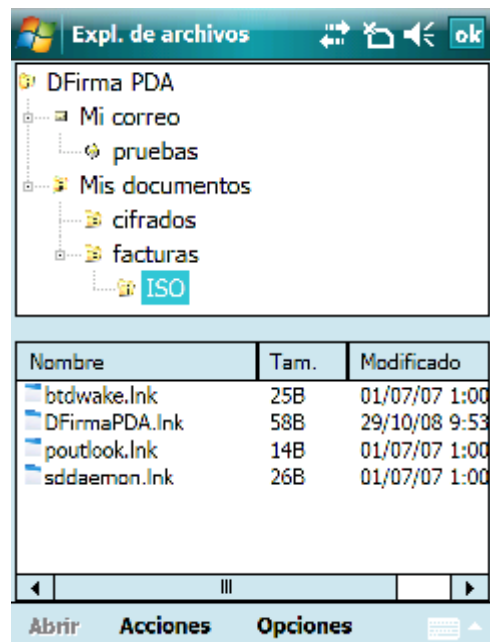 Expl. de archivos ok
DFirma PDA
Mi correo
pruebas
Mis documentos
cifrados
facturas
ISO
Nombre Tam. Modificado
btdwake.lnk 25B 01/07/07 1:00
DFirmaPDA.lnk 58B 29/10/08 9:53
poutlook.lnk 14B 01/07/07 1:00
sddaemon.lnk 26B 01/07/07 1:00
Abrir Acciones Opciones